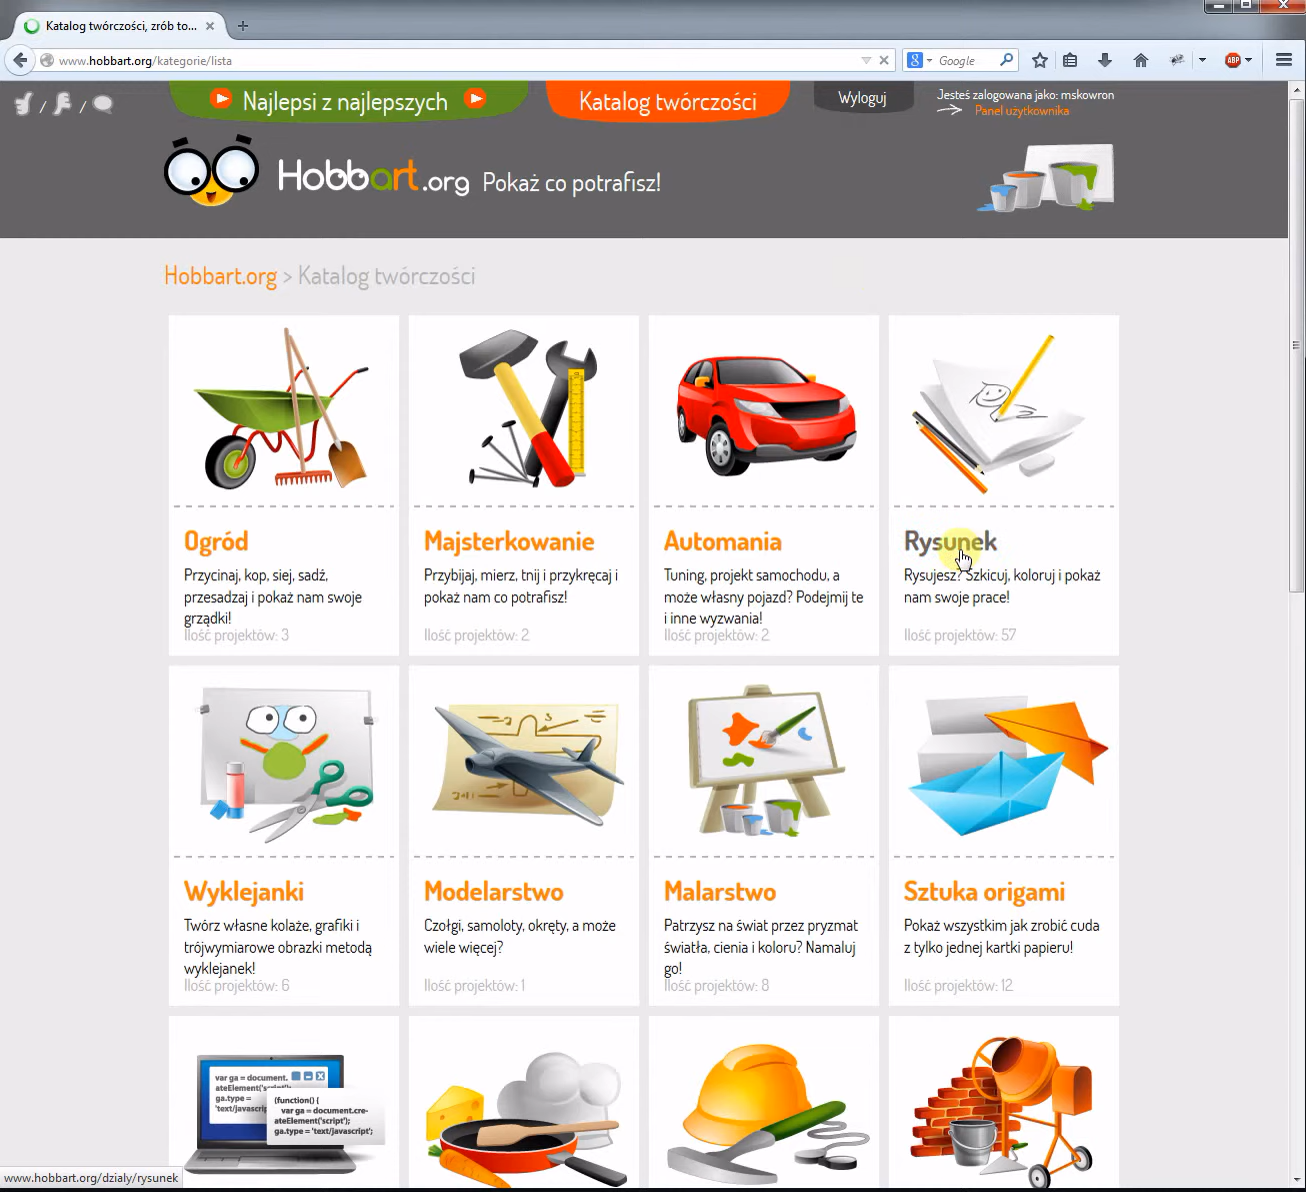 Katalog twórczości, zrób to...
www.hobbart.org/kategorie/lista
Google
ABP
Najlepsi z najlepszych
Katalog twórczości
Wyloguj
Jesteś zalogowana jako: mskowron
Panel użytkownika
Hobbart.org Pokaż co potrafisz!
Hobbart.org > Katalog twórczości
Ogród
Przycinaj, kop, siej, sadź,
przesadzaj i pokaż nam swoje
grządki!
Ilość projektów: 3
Majsterkowanie
Przybijaj, mierz, tnij i przykręcaj i
pokaż nam co potrafisz!
Ilość projektów: 2
Automania
Tuning, projekt samochodu, a
może własny pojazd? Podejmij te
i inne wyzwania!
Ilość projektów: 2
Rysunek
Rysujesz? Szkicuj, koloruj i pokaż
nam swoje prace!
Ilość projektów: 57
Wyklejanki
Twórz własne kolaże, grafiki i
trójwymiarowe obrazki metodą
wyklejanek!
Ilość projektów: 6
Modelarstwo
Czołgi, samoloty, okręty, a może
wiele więcej?
Ilość projektów: 1
Malarstwo
Patrzysz na świat przez pryzmat
światła, cienia i koloru? Namaluj
go!
Ilość projektów: 8
Sztuka origami
Pokaż wszystkim jak zrobić cuda
z tylko jednej kartki papieru!
Ilość projektów: 12
var ga = document.
ateElement('script');
ga.type =
'text/javascrip
(function() {
var ga = document.cre-
ateElement('script');
ga.type = 'text/javascript';
www.hobbart.org/dzialy/rysunek